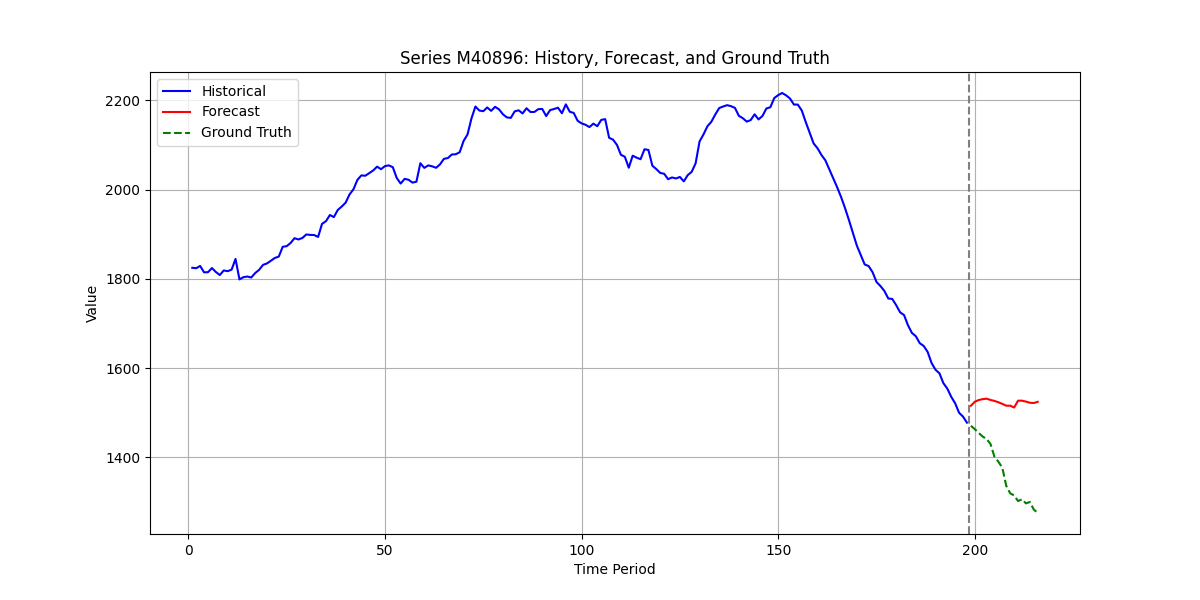 Series M40896: History, Forecast, and Ground Truth
Historical
Forecast
Ground Truth
Value
2200
2000
1800
1600
1400
0
50
100
150
200
Time Period